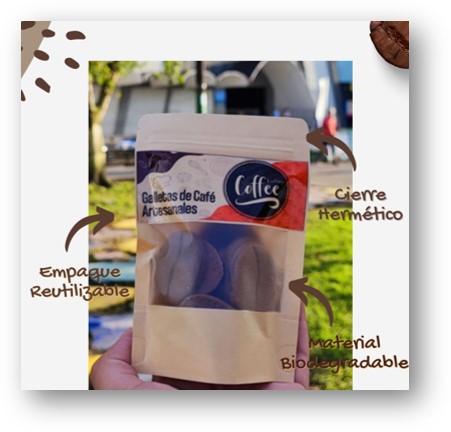 Galletas de Café
Artesanales
Coffee
Cierre
Hermético
Empaque
Reutilizable
Material
Biodegradable